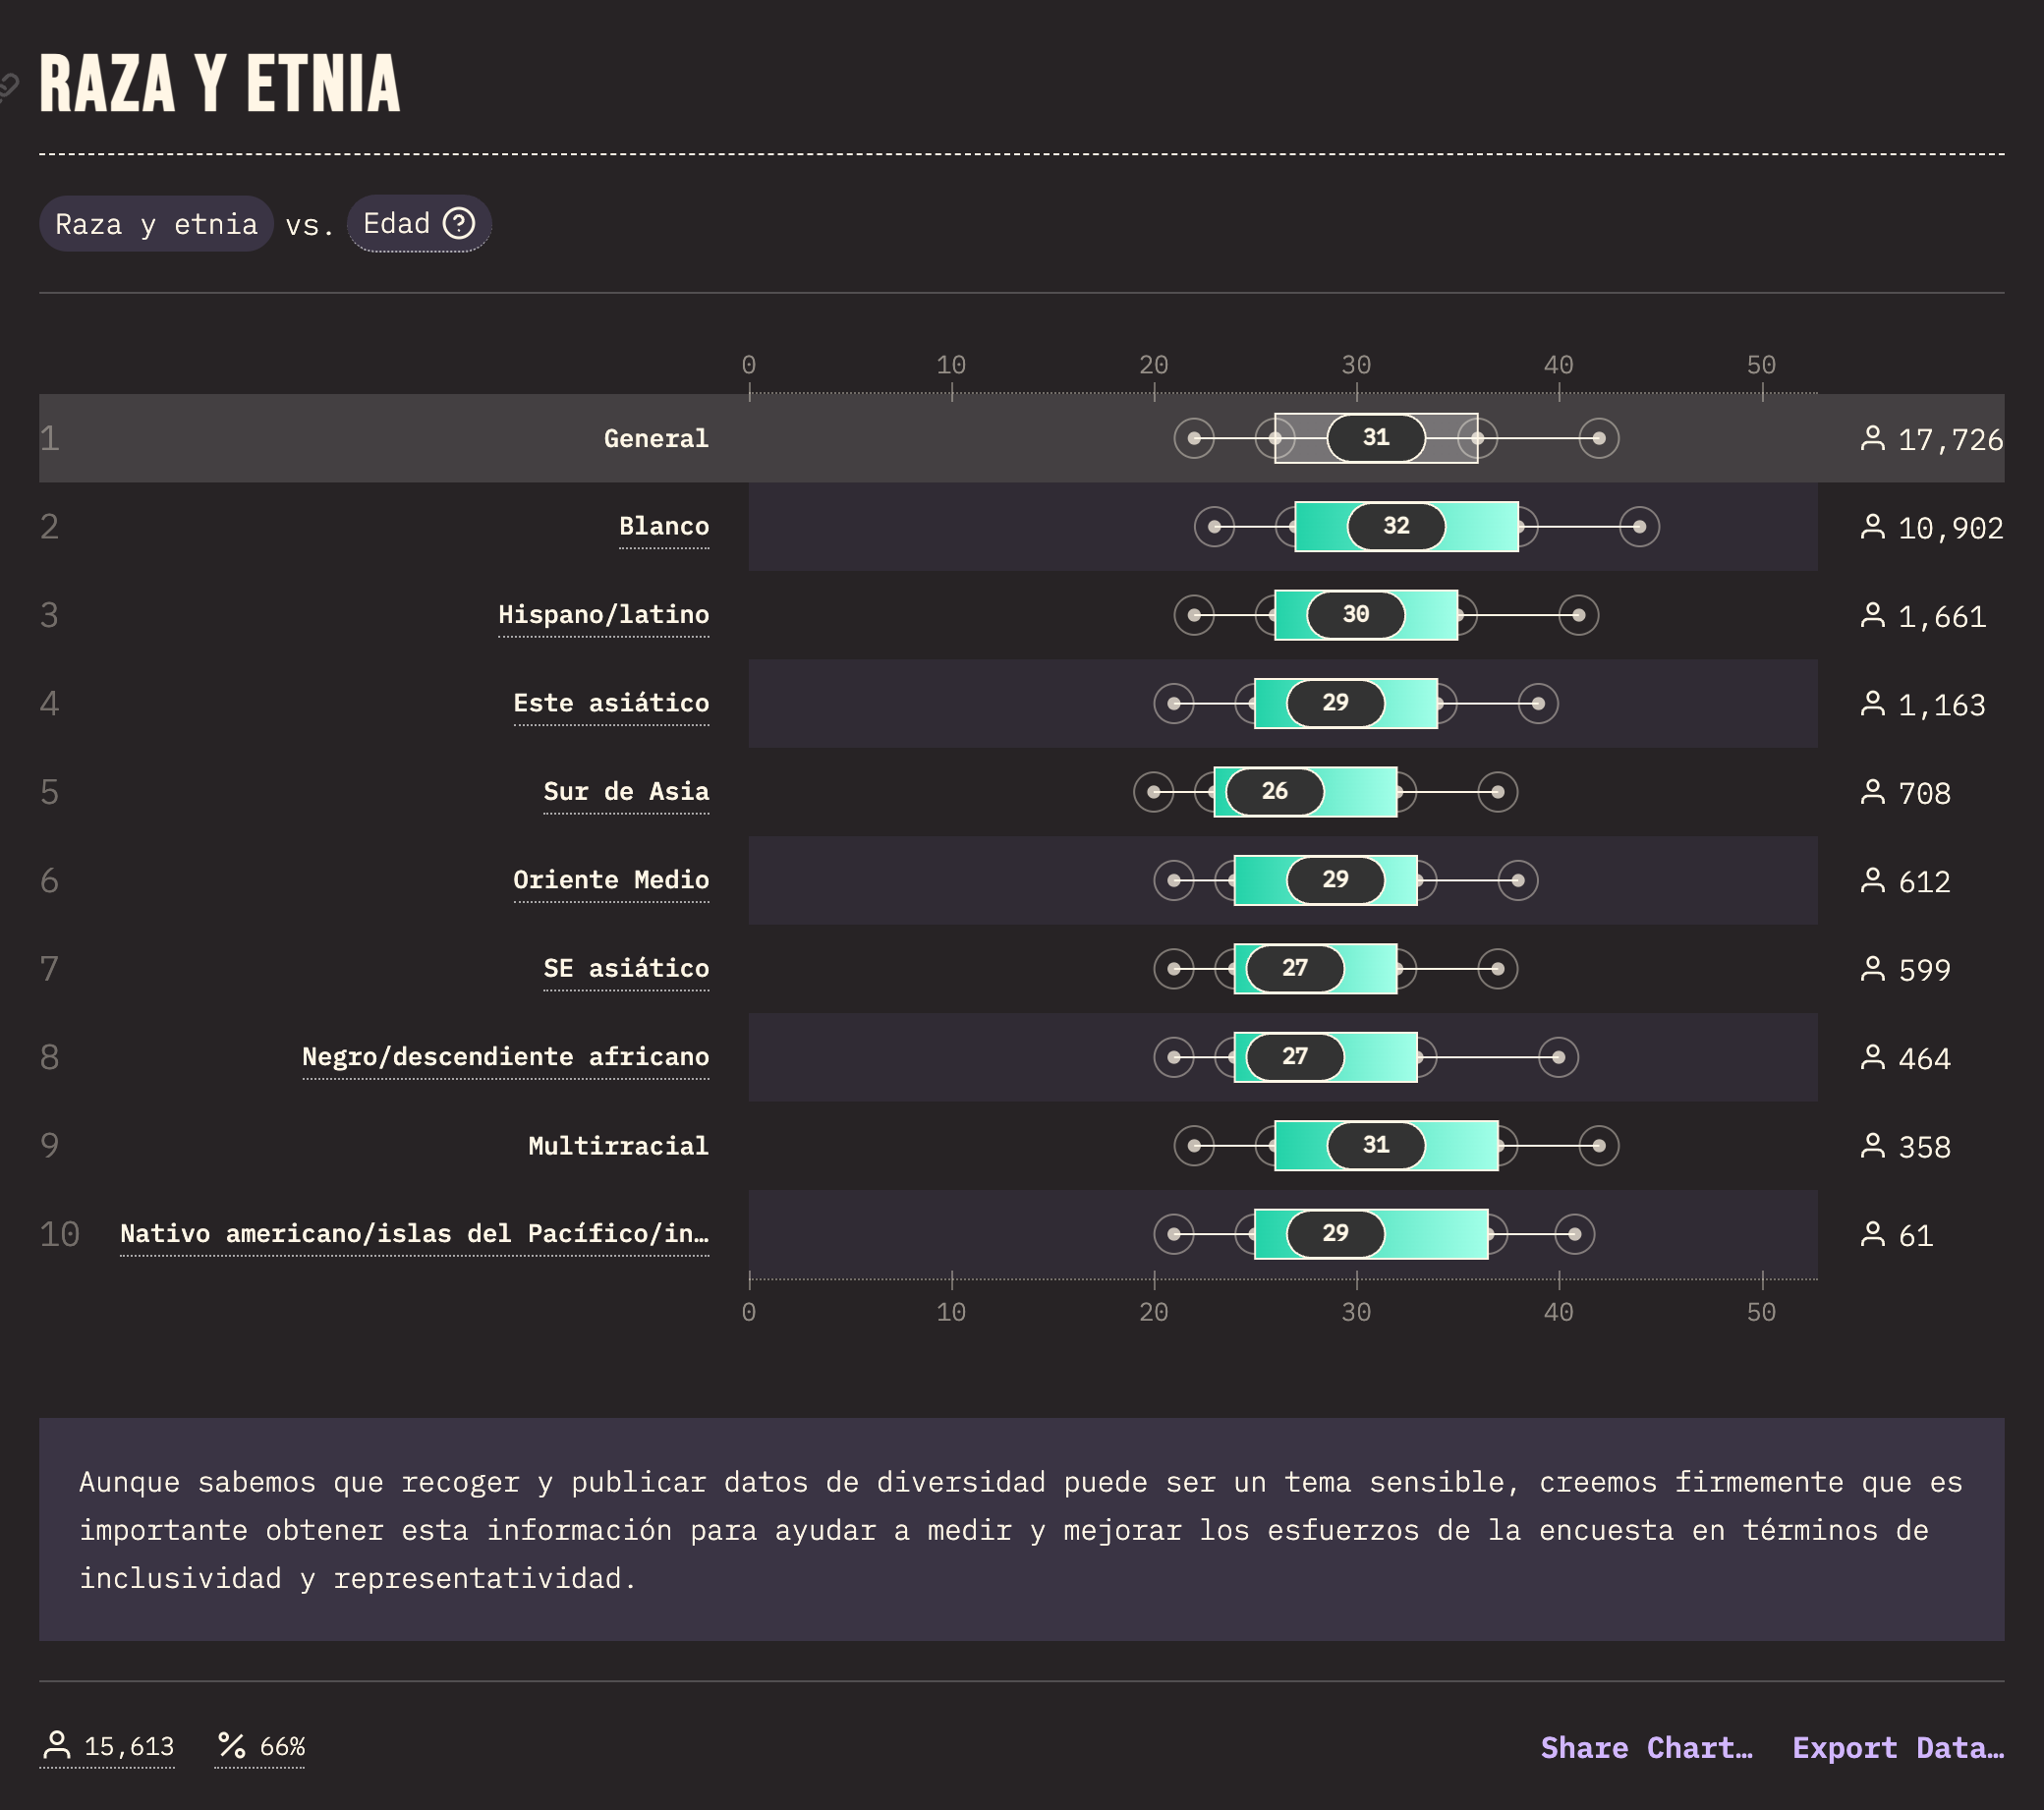 RAZA Y ETNIA
Raza y etnia vs. Edad ?
0 10 20 30 40 50
1 General 31 17,726
2 Blanco 32 10,902
3 Hispano/latino 30 1,661
4 Este asiático 29 1,163
5 Sur de Asia 26 708
6 Oriente Medio 29 612
7 SE asiático 27 599
8 Negro/descendiente africano 27 464
9 Multirracial 31 358
10 Nativo americano/islas del Pacífico/in… 29 61
0 10 20 30 40 50
Aunque sabemos que recoger y publicar datos de diversidad puede ser un tema sensible, creemos firmemente que es
importante obtener esta información para ayudar a medir y mejorar los esfuerzos de la encuesta en términos de
inclusividad y representatividad.
15,613 % 66% Share Chart… Export Data…